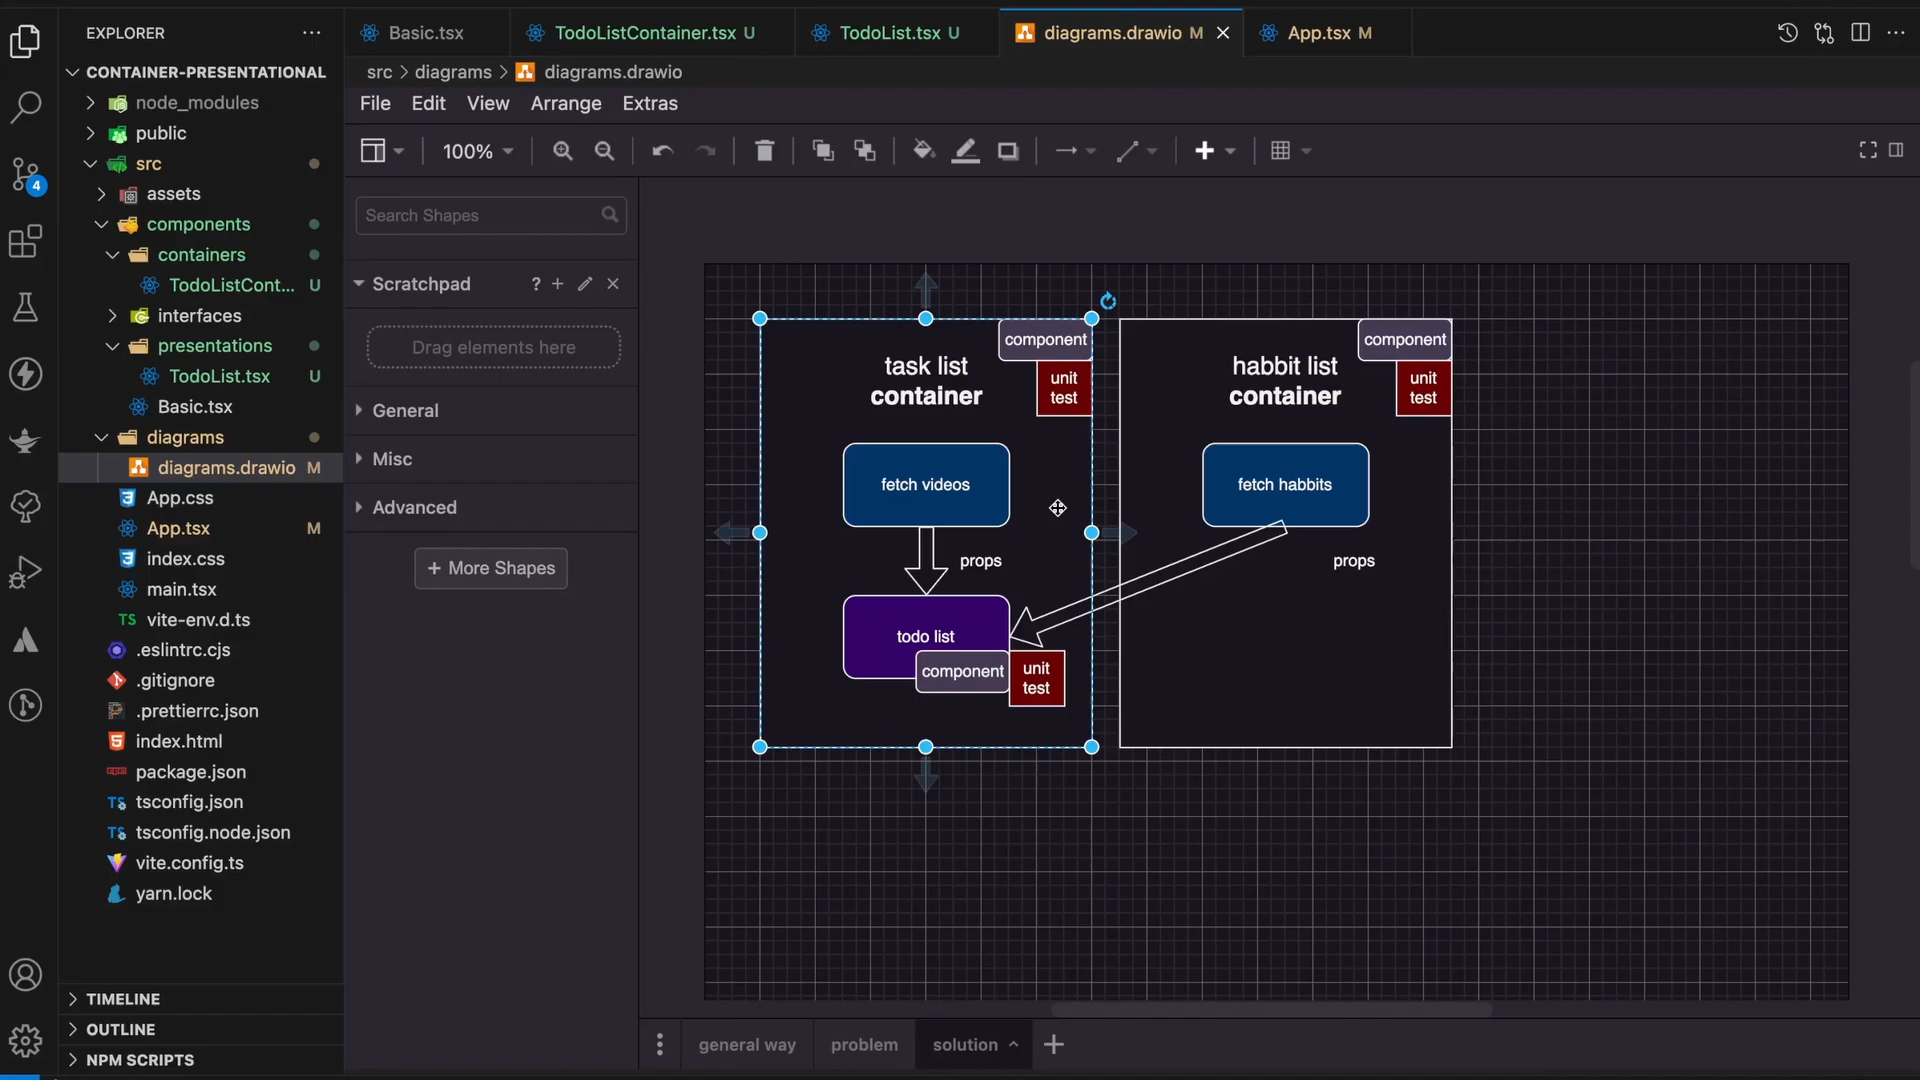 EXPLORER
CONTAINER-PRESENTATIONAL
node_modules
public
src
assets
components
containers
TodoListCont... U
interfaces
presentations
TodoList.tsx U
Basic.tsx
diagrams
diagrams.drawio M
App.css
TS App.tsx M
index.css
main.tsx
TS vite-env.d.ts
.eslintrc.cjs
.gitignore
.prettierrc.json
index.html
package.json
TS tsconfig.json
TS tsconfig.node.json
vite.config.ts
yarn.lock
TIMELINE
OUTLINE
NPM SCRIPTS
4
Basic.tsx
TodoListContainer.tsx U
TodoList.tsx U
diagrams.drawio M
App.tsx M
src > diagrams > diagrams.drawio
File Edit View Arrange Extras
100%
Search Shapes
Scratchpad ?
Drag elements here
General
Misc
Advanced
+ More Shapes
component
task list
container
unit
test
fetch videos
props
todo list
component
unit
test
component
habbit list
container
unit
test
fetch habbits
props
general way
problem
solution